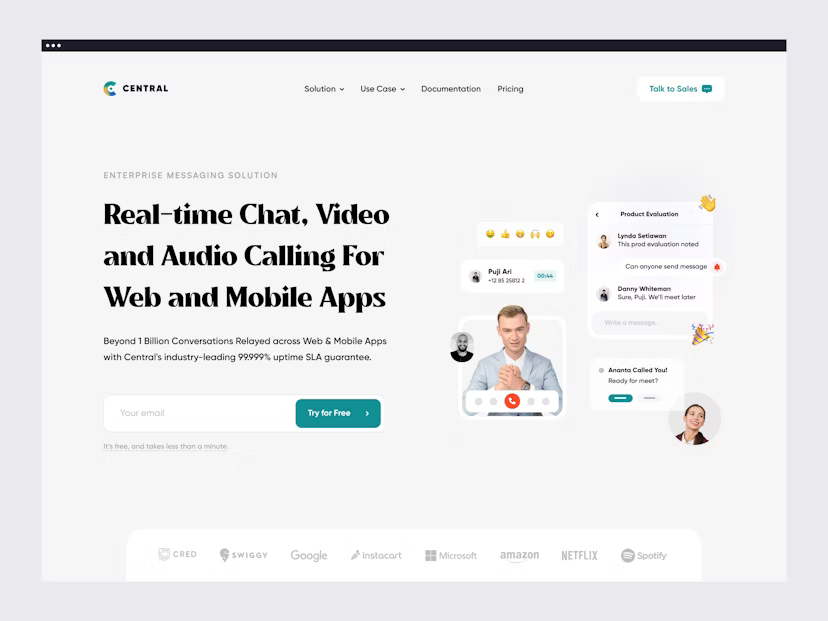 CENTRAL
Solution
Use Case
Documentation
Pricing
Talk to Sales
ENTERPRISE MESSAGING SOLUTION
Real-time Chat, Video
and Audio Calling For
Web and Mobile Apps
Beyond 1 Billion Conversations Relayed across Web & Mobile Apps
with Central's industry-leading 99.999% uptime SLA guarantee.
Your email
Try for Free
It's free, and takes less than a minute.
Puji Ari
+12 85 25812 2
00:44
Product Evaluation
Lynda Setiawan
This prod evaluation noted
Can anyone send message
Danny Whiteman
Sure, Puji. We'll meet later
Write a message...
Ananta Called You!
Ready for meet?
CRED
SWIGGY
Google
instacart
Microsoft
amazon
NETFLIX
Spotify